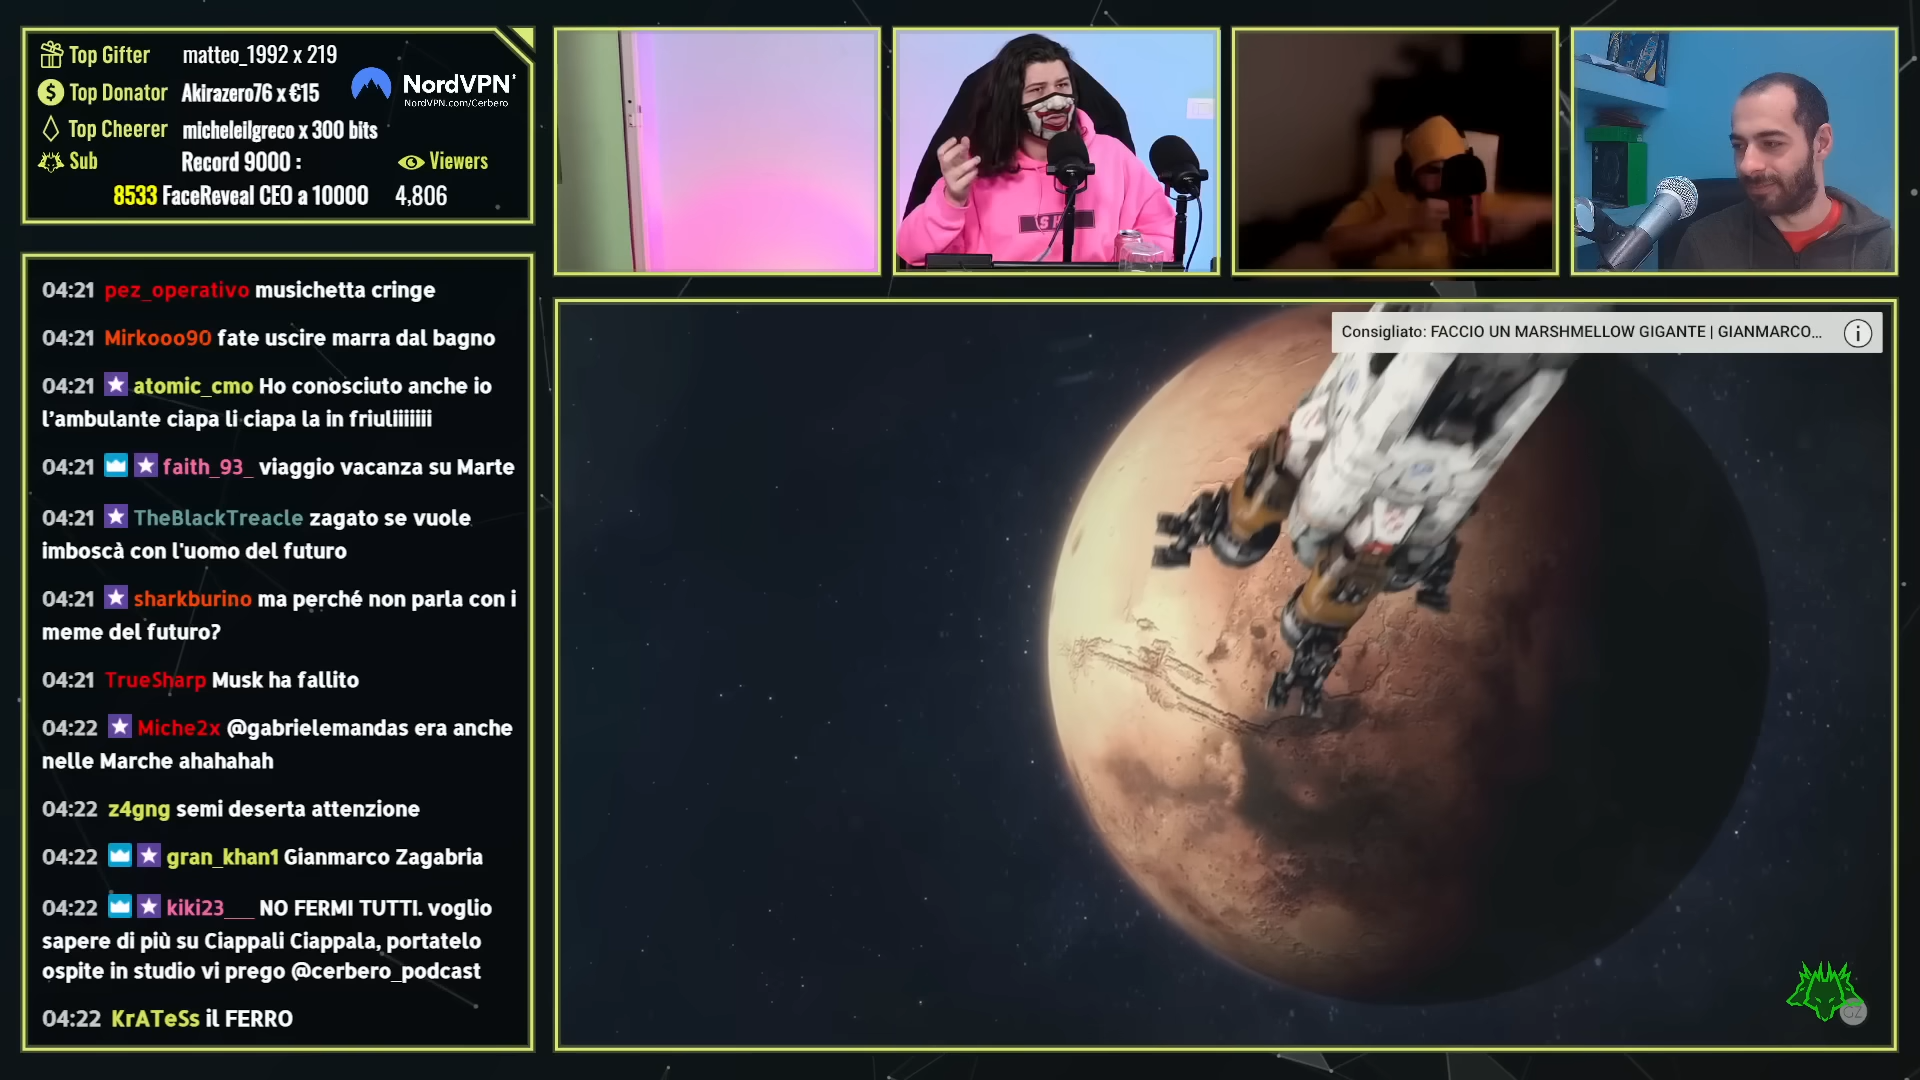 Top Gifter matteo_1992 x 219
Top Donator Akirazero76 x €15
Top Cheerer micheleilgreco x 300 bits
Sub Record 9000 : Viewers
8533 FaceReveal CEO a 10000 4,806
NordVPN
NordVPN.com/Cerbero
04:21 pez_operativo musichetta cringe
04:21 Mirkooo90 fate uscire marra dal bagno
04:21 atomic_cmo Ho conosciuto anche io
l'ambulante ciapa li ciapa la in friuliiiiiii
04:21 faith_93_ viaggio vacanza su Marte
04:21 TheBlackTreacle zagato se vuole
imboscà con l'uomo del futuro
04:21 sharkburino ma perché non parla con i
meme del futuro?
04:21 TrueSharp Musk ha fallito
04:22 Miche2x @gabrielemandas era anche
nelle Marche ahahahah
04:22 z4gng semi deserta attenzione
04:22 gran_khan1 Gianmarco Zagabria
04:22 kiki23___ NO FERMI TUTTI. voglio
sapere di più su Ciappali Ciappala, portatelo
ospite in studio vi prego @cerbero_podcast
04:22 KrATeSs il FERRO
Consigliato: FACCIO UN MARSHMELLOW GIGANTE | GIANMARCO...
GZ